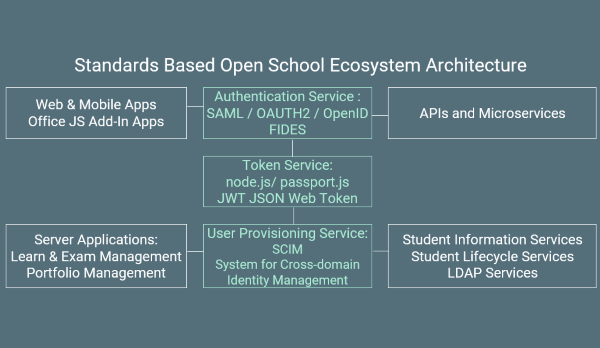 Standards Based Open School Ecosystem Architecture
Web & Mobile Apps
Office JS Add-In Apps
Authentication Service :
SAML / OAUTH2 / OpenID
FIDES
APIs and Microservices
Token Service:
node.js/ passport.js
JWT JSON Web Token
Server Applications:
Learn & Exam Management
Portfolio Management
User Provisioning Service:
SCIM
System for Cross-domain
Identity Management
Student Information Services
Student Lifecycle Services
LDAP Services